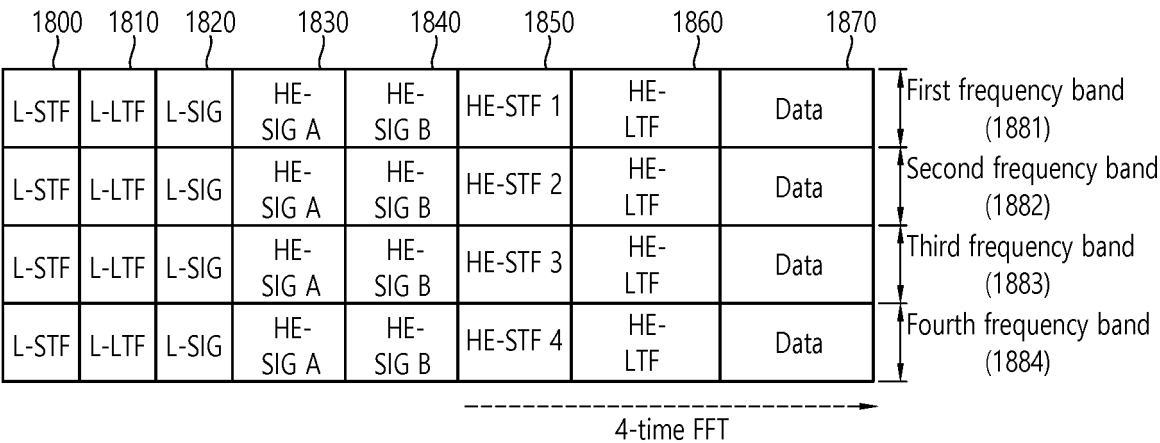 1800 1810 1820 1830 1840 1850 1860 1870
L-STF L-LTF L-SIG HE-SIG A HE-SIG B HE-STF 1 HE-LTF Data First frequency band (1881)
L-STF L-LTF L-SIG HE-SIG A HE-SIG B HE-STF 2 HE-LTF Data Second frequency band (1882)
L-STF L-LTF L-SIG HE-SIG A HE-SIG B HE-STF 3 HE-LTF Data Third frequency band (1883)
L-STF L-LTF L-SIG HE-SIG A HE-SIG B HE-STF 4 HE-LTF Data Fourth frequency band (1884)
4-time FFT